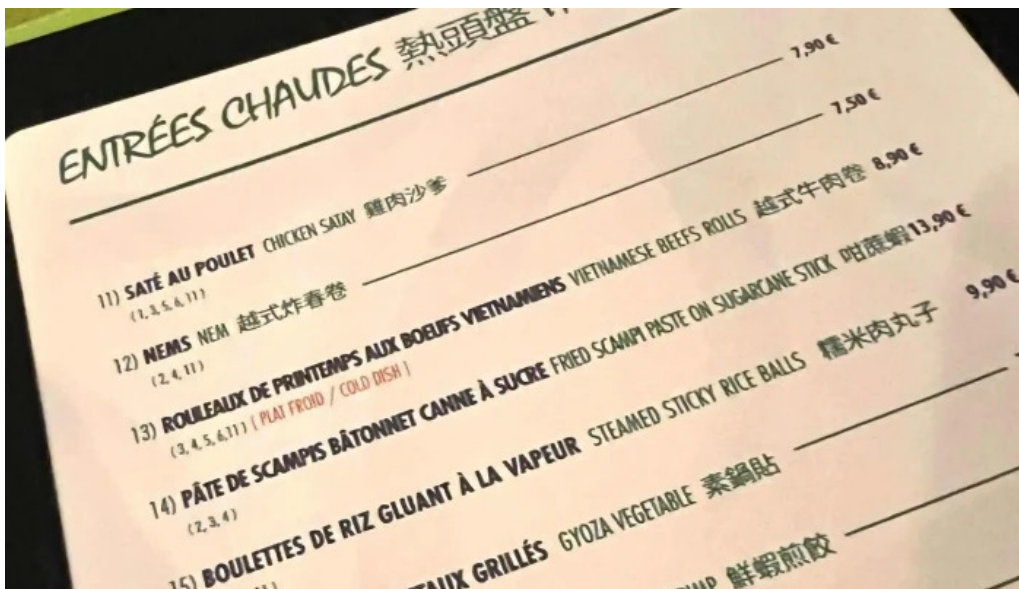 ENTRÉES CHAUDES 熱頭盤
11) SATÉ AU POULET CHICKEN SATAY 雞肉沙爹 7,90 €
(1, 3, 5, 6, 11)
12) NEMS NEM 越式炸春卷 7,50 €
(2, 4, 11)
13) ROULEAUX DE PRINTEMPS AUX BOEUFS VIETNAMIENS VIETNAMESE BEEFS ROLLS 越式牛肉卷 8,90 €
(3, 4, 5, 6,11) ( PLAT FROID / COLD DISH )
14) PÂTE DE SCAMPIS BÂTONNET CANNE À SUCRE FRIED SCAMPI PASTE ON SUGARCANE STICK 咁蔗蝦 13,90 €
(2, 3, 4)
15) BOULETTES DE RIZ GLUANT À LA VAPEUR STEAMED STICKY RICE BALLS 糯米肉丸子 9,90 €
GRILLÉS GYOZA VEGETABLE 素鍋貼
鮮蝦煎餃